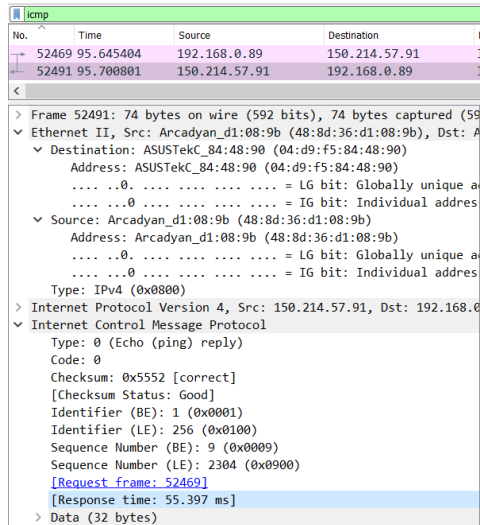 icmp
No. Time Source Destination
52469 95.645404 192.168.0.89 150.214.57.91
52491 95.700801 150.214.57.91 192.168.0.89
> Frame 52491: 74 bytes on wire (592 bits), 74 bytes captured (59
Ethernet II, Src: Arcadyan_d1:08:9b (48:8d:36:d1:08:9b), Dst: A
Destination: ASUSTekC_84:48:90 (04:d9:f5:84:48:90)
Address: ASUSTekC_84:48:90 (04:d9:f5:84:48:90)
.... ..0. .... .... .... .... = LG bit: Globally unique a
.... ...0 .... .... .... .... = IG bit: Individual addres
Source: Arcadyan_d1:08:9b (48:8d:36:d1:08:9b)
Address: Arcadyan_d1:08:9b (48:8d:36:d1:08:9b)
.... ..0. .... .... .... .... = LG bit: Globally unique a
.... ...0 .... .... .... .... = IG bit: Individual addres
Type: IPv4 (0x0800)
> Internet Protocol Version 4, Src: 150.214.57.91, Dst: 192.168.0
Internet Control Message Protocol
Type: 0 (Echo (ping) reply)
Code: 0
Checksum: 0x5552 [correct]
[Checksum Status: Good]
Identifier (BE): 1 (0x0001)
Identifier (LE): 256 (0x0100)
Sequence Number (BE): 9 (0x0009)
Sequence Number (LE): 2304 (0x0900)
[Request frame: 52469]
[Response time: 55.397 ms]
> Data (32 bytes)